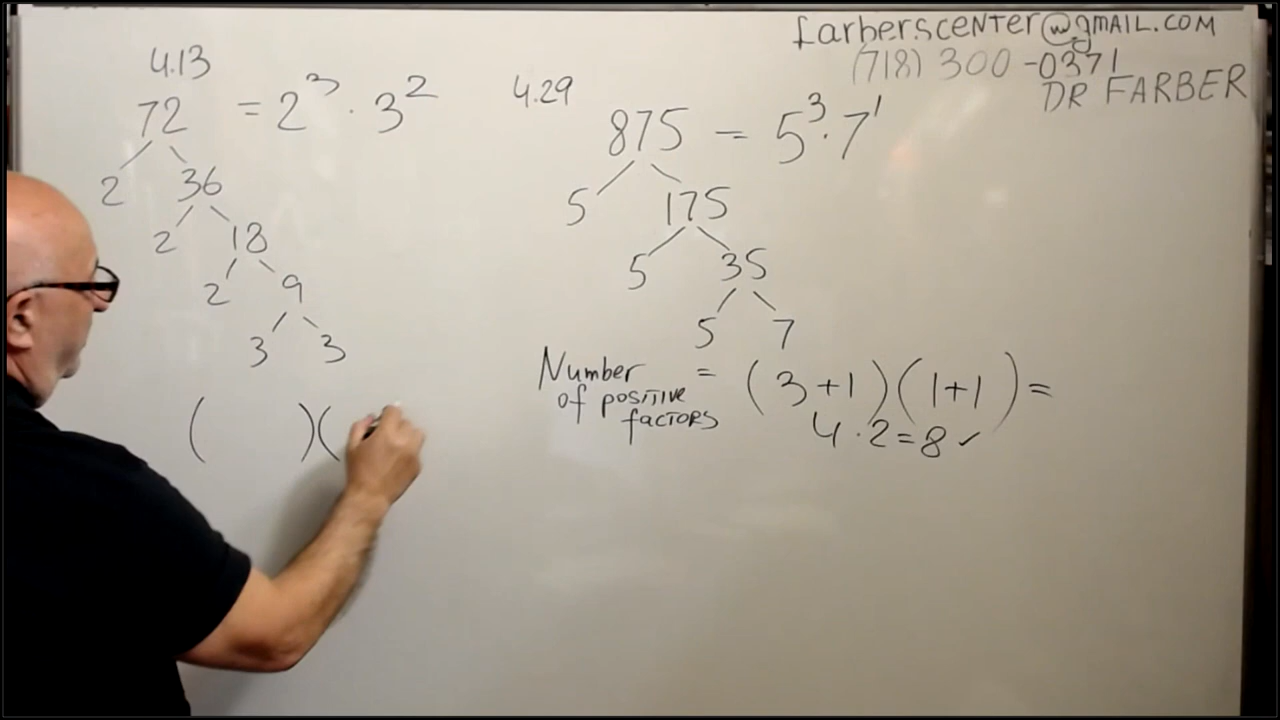 farberscenter@gmail.com
(718) 300-0371
DR FARBER
4.13
72 = 2³ · 3²
2 36
2 18
2 9
3 3
( )(
4.29
875 = 5³·7¹
5 175
5 35
5 7
Number of positive factors = (3+1)(1+1)=
4·2=8✓